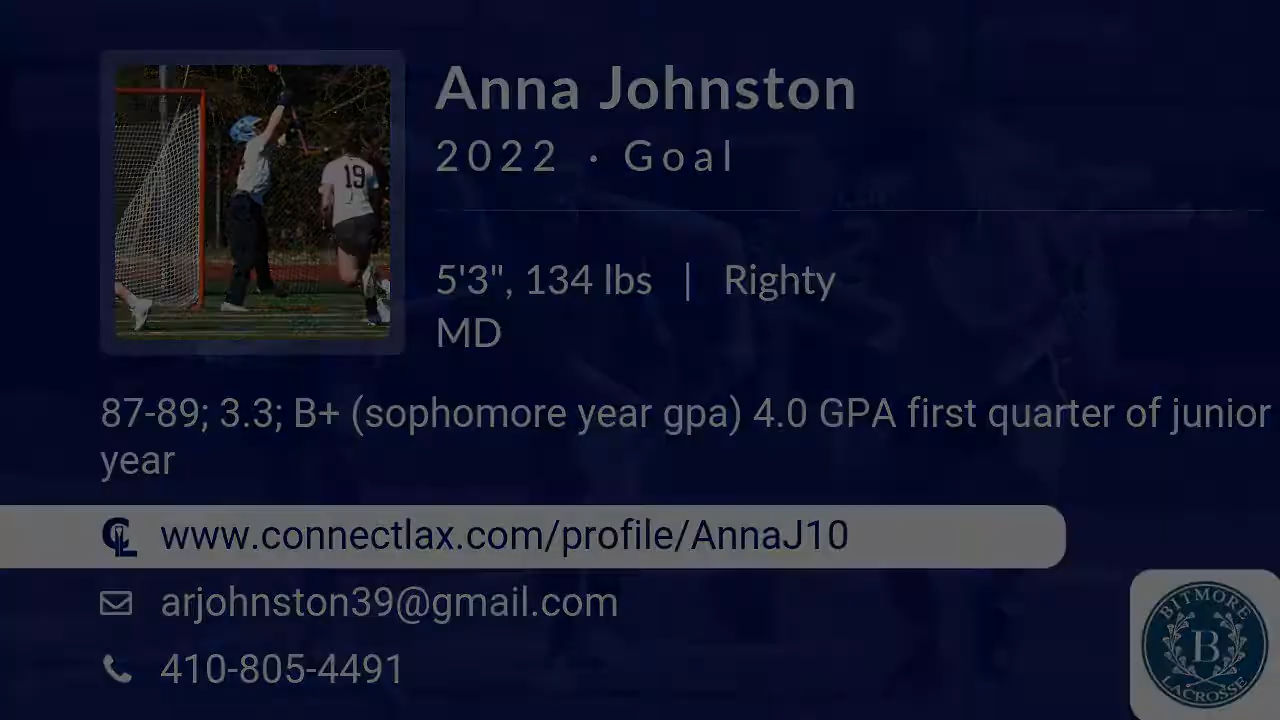 Anna Johnston
2022 · Goal
19
5'3", 134 lbs | Righty
MD
87-89; 3.3; B+ (sophomore year gpa) 4.0 GPA first quarter of junior
year
CL www.connectlax.com/profile/AnnaJ10
arjohnston39@gmail.com
410-805-4491
BITMORE
B
LACROSSE